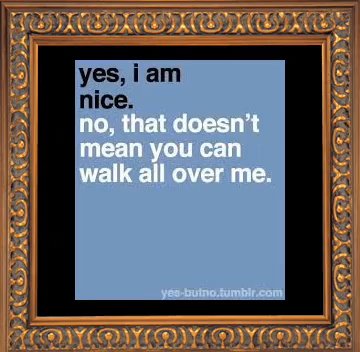 yes, i am
nice.
no, that doesn't
mean you can
walk all over me.
yes-butno.tumblr.com